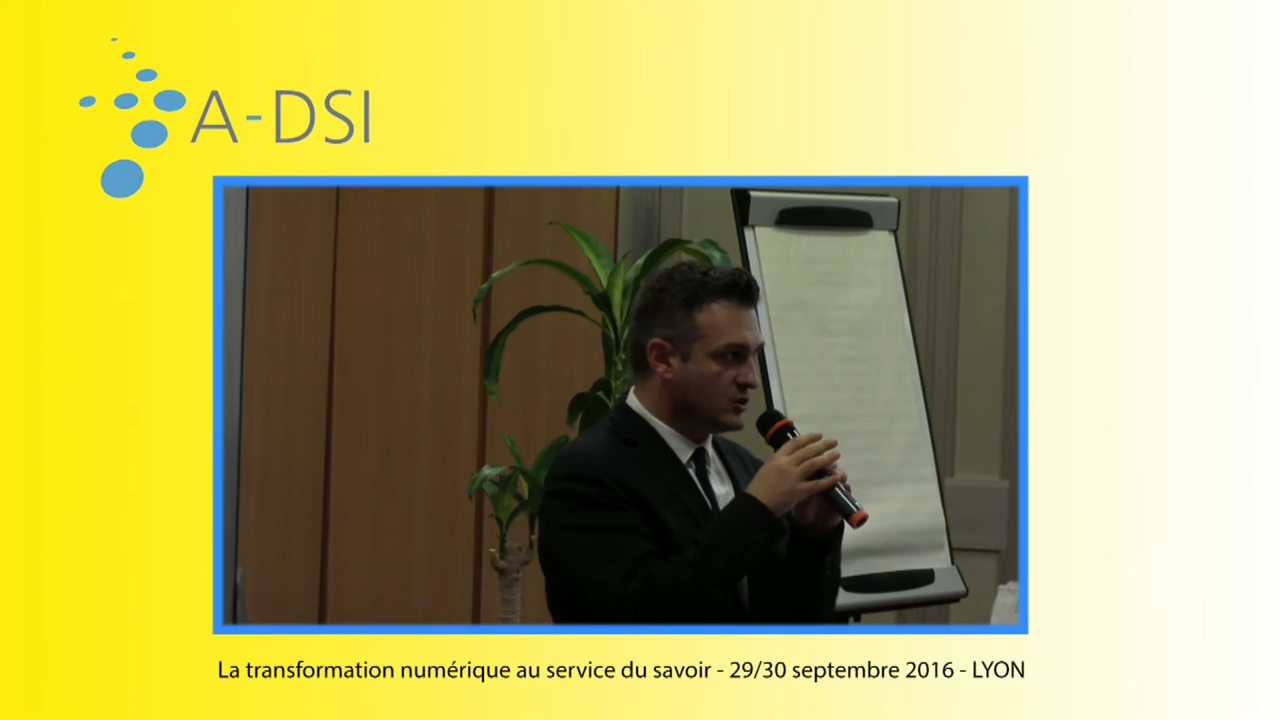 A-DSI
La transformation numérique au service du savoir - 29/30 septembre 2016 - LYON